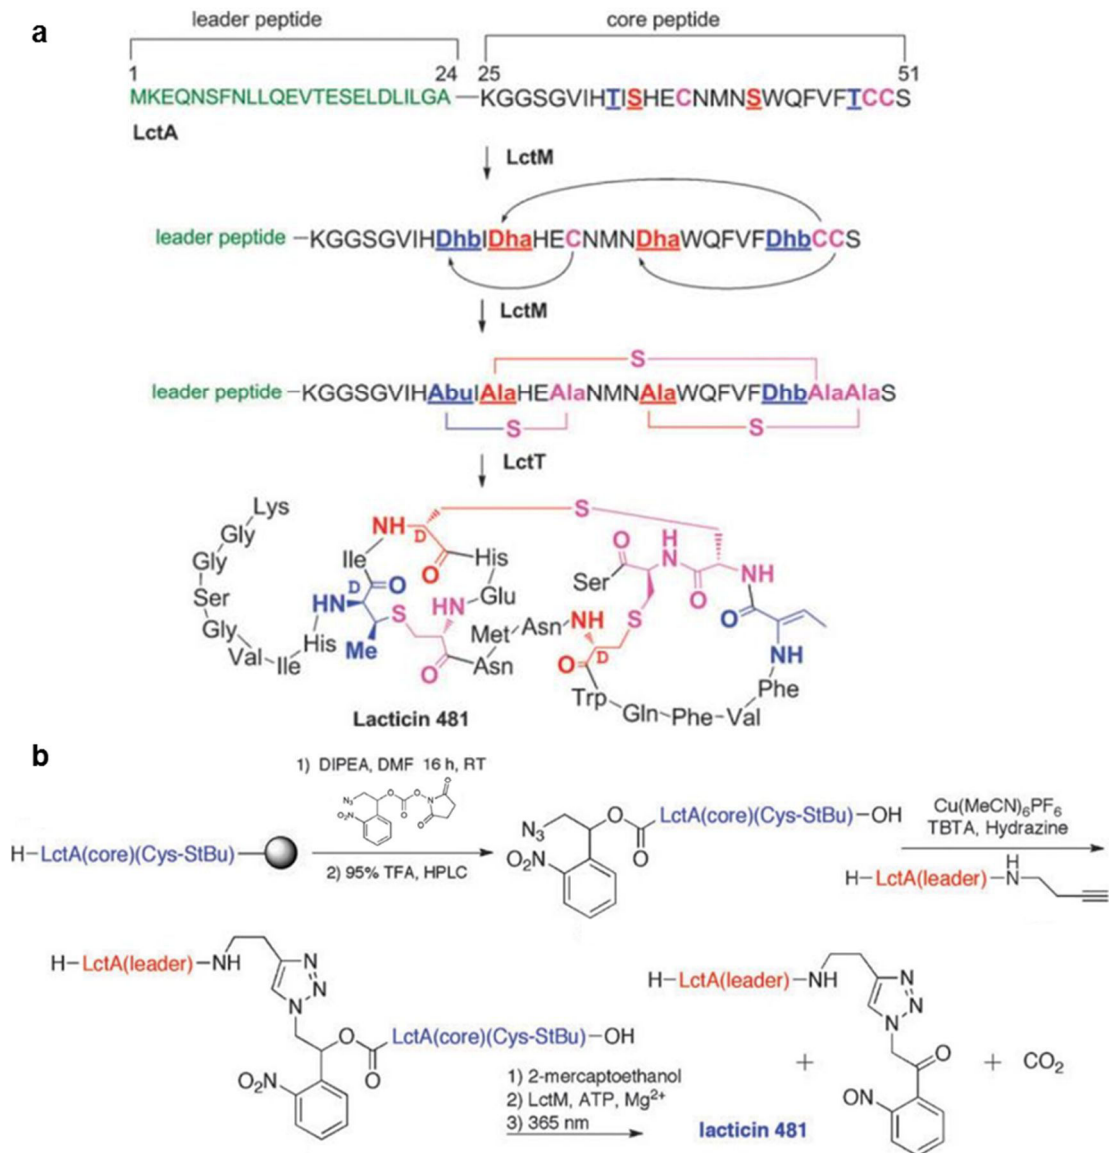 a
leader peptide
core peptide
1
24
25
51
MKEQNSFNLLQEVTESELDLILGA—KGGSGVIHTISHECNMNSWQFVFTCCS
LctA
LctM
leader peptide –KGGSGVIHDhbIDhaHECNMNDhaWQFVFDhbCCS
LctM
S
leader peptide –KGGSGVIHAbuIAlaHEAlaNMNAlaWQFVFDhbAlaAlaS
S
S
LctT
Lys
Gly
Gly
Ser
Gly
Val
Ile
His
HN
D
O
Me
Ile
NH
D
O
His
Glu
HN
S
O
Asn
Met
Asn
NH
O
D
S
S
Ser
O
H
N
O
NH
O
NH
Phe
Trp
Gln–Phe–Val
Lacticin 481
b
1) DIPEA, DMF 16 h, RT
N3
O
O
O
O
N
O
NO2
2) 95% TFA, HPLC
H–LctA(core)(Cys-StBu)
N3
O
LctA(core)(Cys-StBu)–OH
O
O2N
Cu(MeCN)6PF6
TBTA, Hydrazine
H–LctA(leader)–N
H
H–LctA(leader)–NH
N
N
N
O
LctA(core)(Cys-StBu)–OH
O
O2N
1) 2-mercaptoethanol
2) LctM, ATP, Mg2+
3) 365 nm
H–LctA(leader)–NH
N
N
N
O
ON
+
+
CO2
lacticin 481